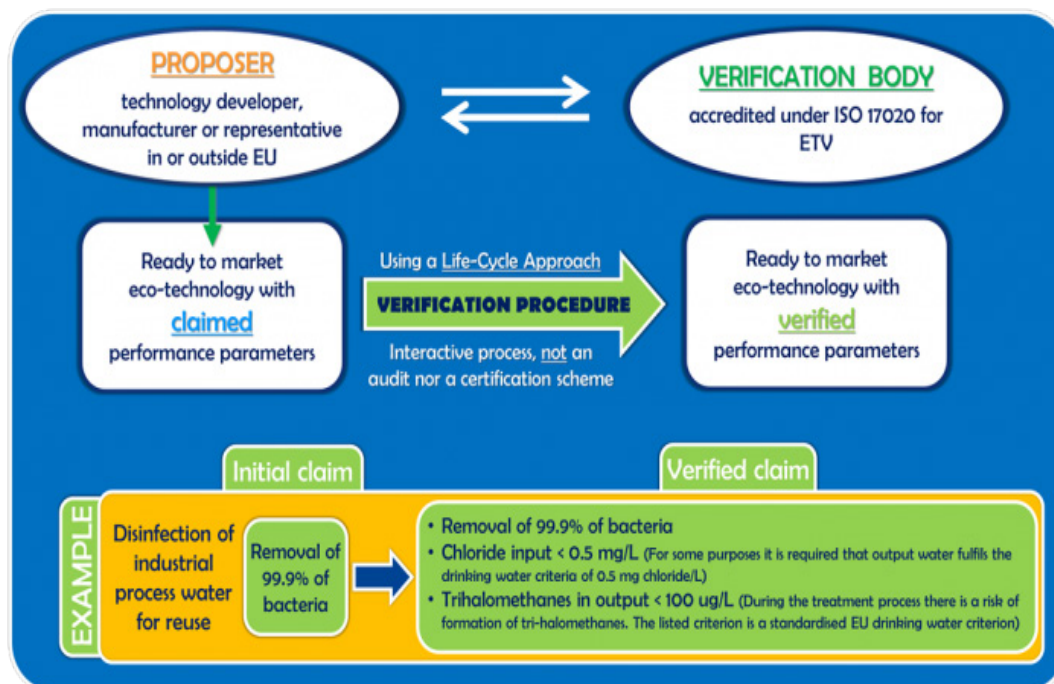 PROPOSER
technology developer,
manufacturer or representative
in or outside EU
VERIFICATION BODY
accredited under ISO 17020 for
ETV
Ready to market
eco-technology with
claimed
performance parameters
Using a Life-Cycle Approach
VERIFICATION PROCEDURE
Interactive process, not an
audit nor a certification scheme
Ready to market
eco-technology with
verified
performance parameters
Initial claim
Verified claim
EXAMPLE
Disinfection of
industrial
process water
for reuse
Removal of
99.9% of
bacteria
• Removal of 99.9% of bacteria
• Chloride input < 0.5 mg/L (For some purposes it is required that output water fulfils the
drinking water criteria of 0.5 mg chloride/L)
• Trihalomethanes in output < 100 ug/L (During the treatment process there is a risk of
formation of tri-halomethanes. The listed criterion is a standardised EU drinking water criterion)